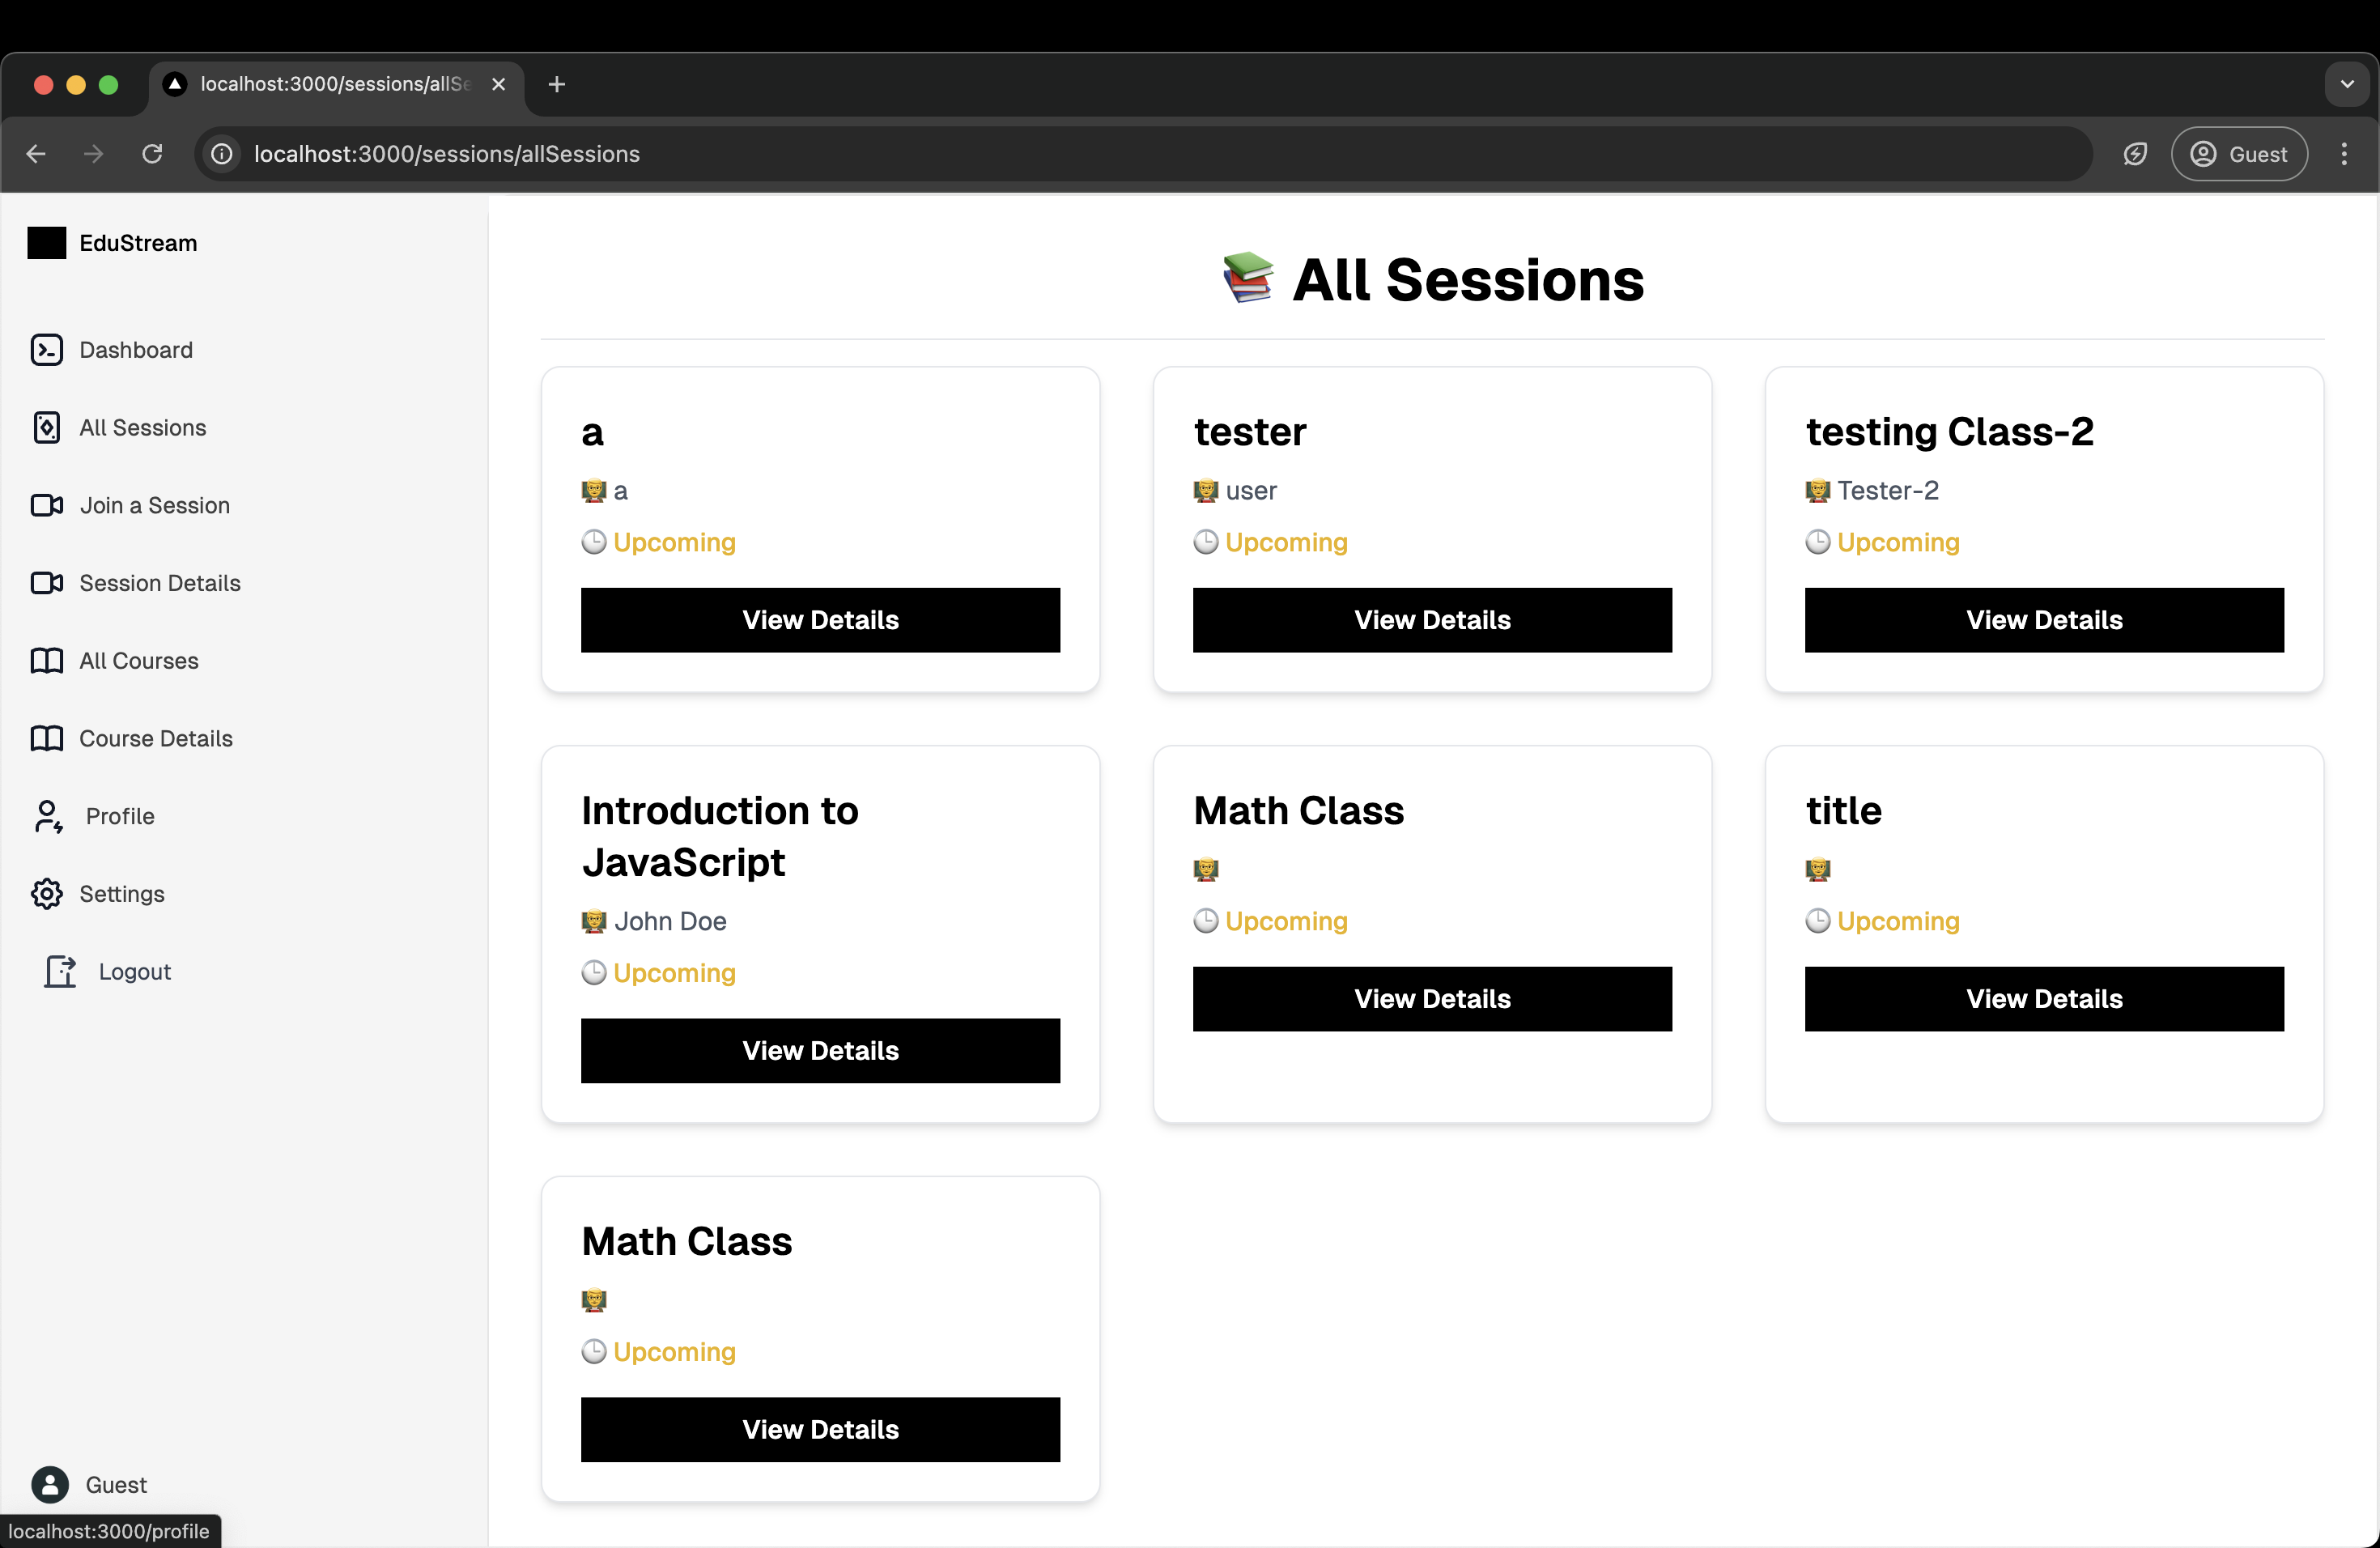 localhost:3000/sessions/allSe
localhost:3000/sessions/allSessions
Guest
EduStream
Dashboard
All Sessions
Join a Session
Session Details
All Courses
Course Details
Profile
Settings
Logout
Guest
localhost:3000/profile
All Sessions
a
a
Upcoming
View Details
tester
user
Upcoming
View Details
testing Class-2
Tester-2
Upcoming
View Details
Introduction to
JavaScript
John Doe
Upcoming
View Details
Math Class
Upcoming
View Details
title
Upcoming
View Details
Math Class
Upcoming
View Details